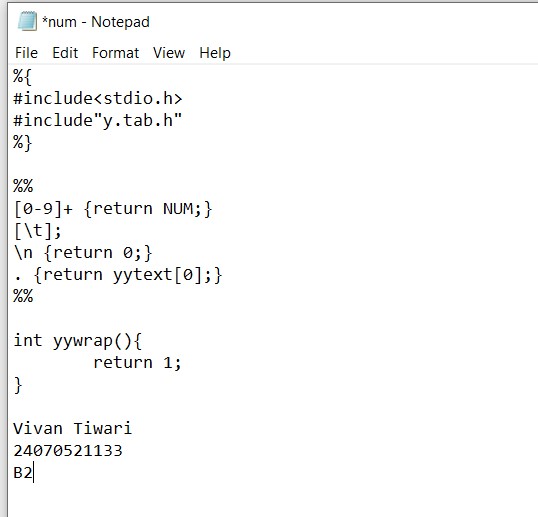 *num - Notepad
File Edit Format View Help
%{
#include<stdio.h>
#include"y.tab.h"
%}

%%
[0-9]+ {return NUM;}
[\t];
\n {return 0;}
. {return yytext[0];}
%%

int yywrap(){
        return 1;
}

Vivan Tiwari
24070521133
B2